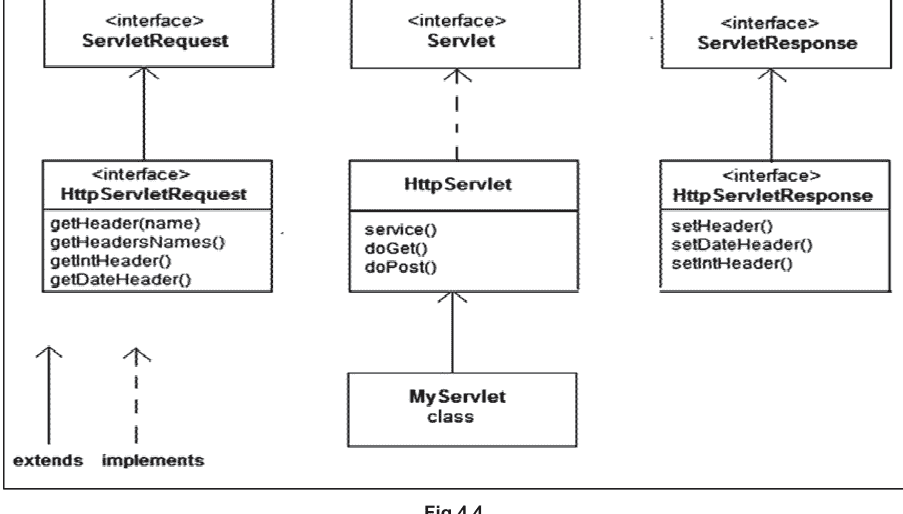 <interface>
ServletRequest
<interface>
Servlet
<interface>
ServletResponse
<interface>
HttpServletRequest
getHeader(name)
getHeadersNames()
getIntHeader()
getDateHeader()
HttpServlet
service()
doGet()
doPost()
<interface>
HttpServletResponse
setHeader()
setDateHeader()
setIntHeader()
MyServlet
class
extends
implements
Fig 4.4